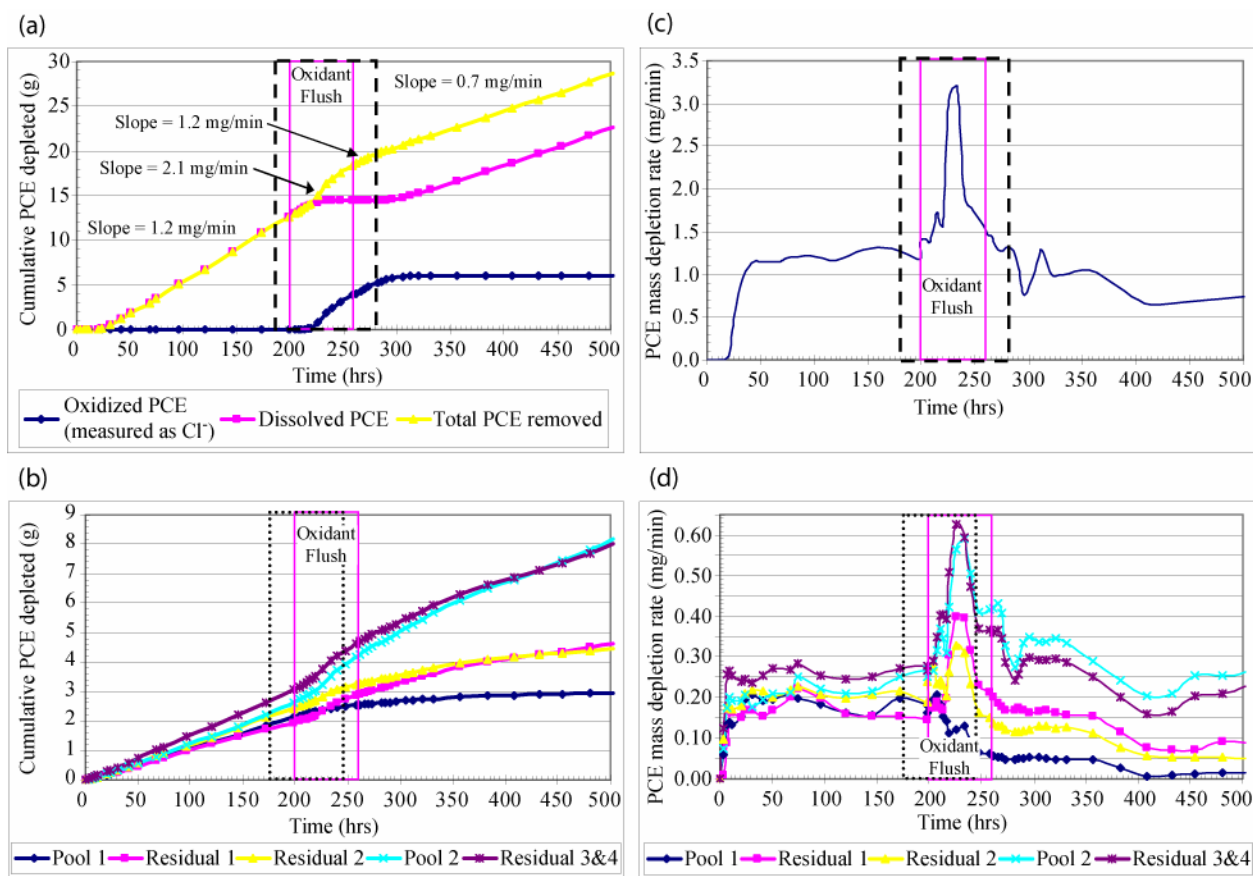 (a)
Cumulative PCE depleted (g)
30
25
20
15
10
5
0
Oxidant
Flush
Slope = 0.7 mg/min
Slope = 1.2 mg/min
Slope = 2.1 mg/min
Slope = 1.2 mg/min
0 50 100 150 200 250 300 350 400 450 500
Time (hrs)
Oxidized PCE (measured as Cl⁻) Dissolved PCE Total PCE removed
(c)
PCE mass depletion rate (mg/min)
3.5
3.0
2.5
2.0
1.5
1.0
0.5
0.0
Oxidant
Flush
0 50 100 150 200 250 300 350 400 450 500
Time (hrs)
(b)
Cumulative PCE depleted (g)
9
8
7
6
5
4
3
2
1
0
Oxidant
Flush
0 50 100 150 200 250 300 350 400 450 500
Time (hrs)
Pool 1 Residual 1 Residual 2 Pool 2 Residual 3&4
(d)
PCE mass depletion rate (mg/min)
0.60
0.50
0.40
0.30
0.20
0.10
0.00
Oxidant
Flush
0 50 100 150 200 250 300 350 400 450 500
Time (hrs)
Pool 1 Residual 1 Residual 2 Pool 2 Residual 3&4